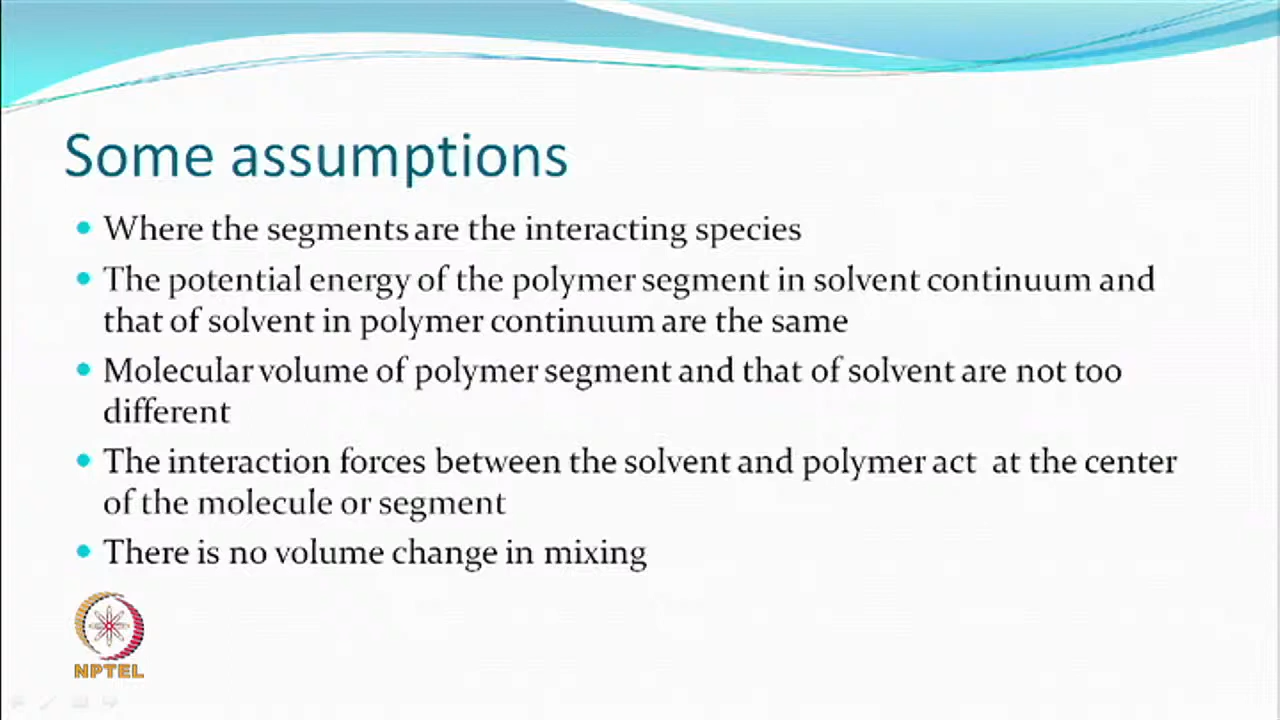 Some assumptions
Where the segments are the interacting species
The potential energy of the polymer segment in solvent continuum and
that of solvent in polymer continuum are the same
Molecular volume of polymer segment and that of solvent are not too
different
The interaction forces between the solvent and polymer act at the center
of the molecule or segment
There is no volume change in mixing
NPTEL